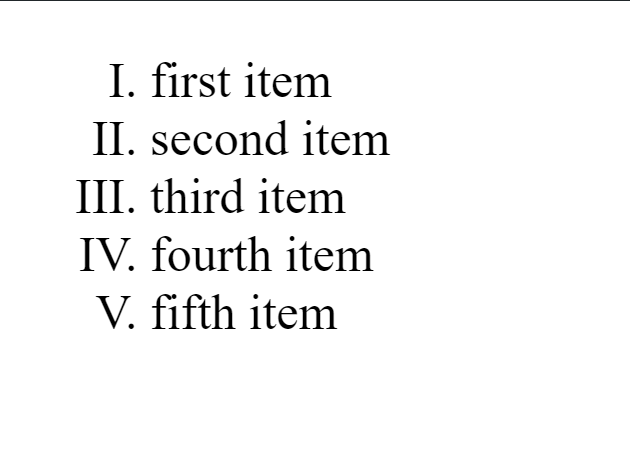 I. first item
II. second item
III. third item
IV. fourth item
V. fifth item